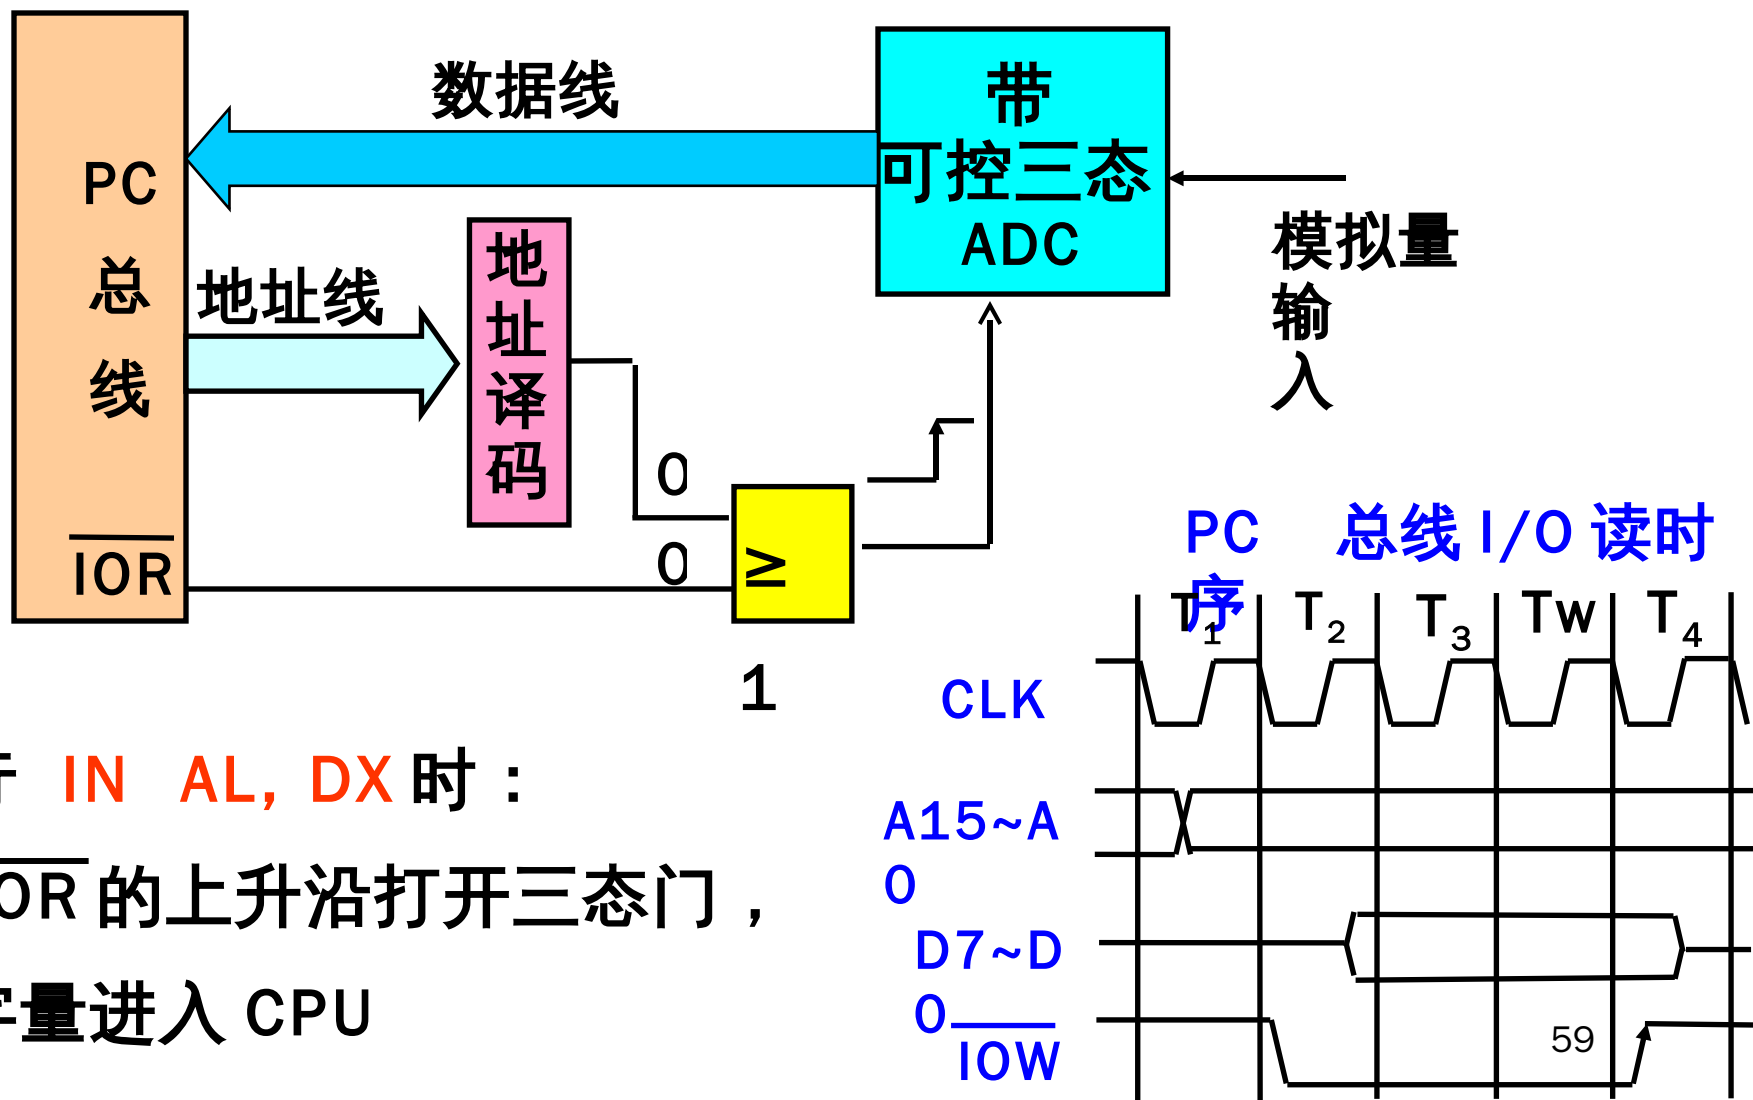 PC
总
线
IOR
数据线
地址线
地
址
译
码
0
0
≥
1
带
可控三态
ADC
模拟量
输
入
IN AL, DX 时：
OR 的上升沿打开三态门，
量进入 CPU
PC 总线 I/O 读时
序
T1 T2 T3 TW T4
CLK
A15~A
0
D7~D
0
IOW
59